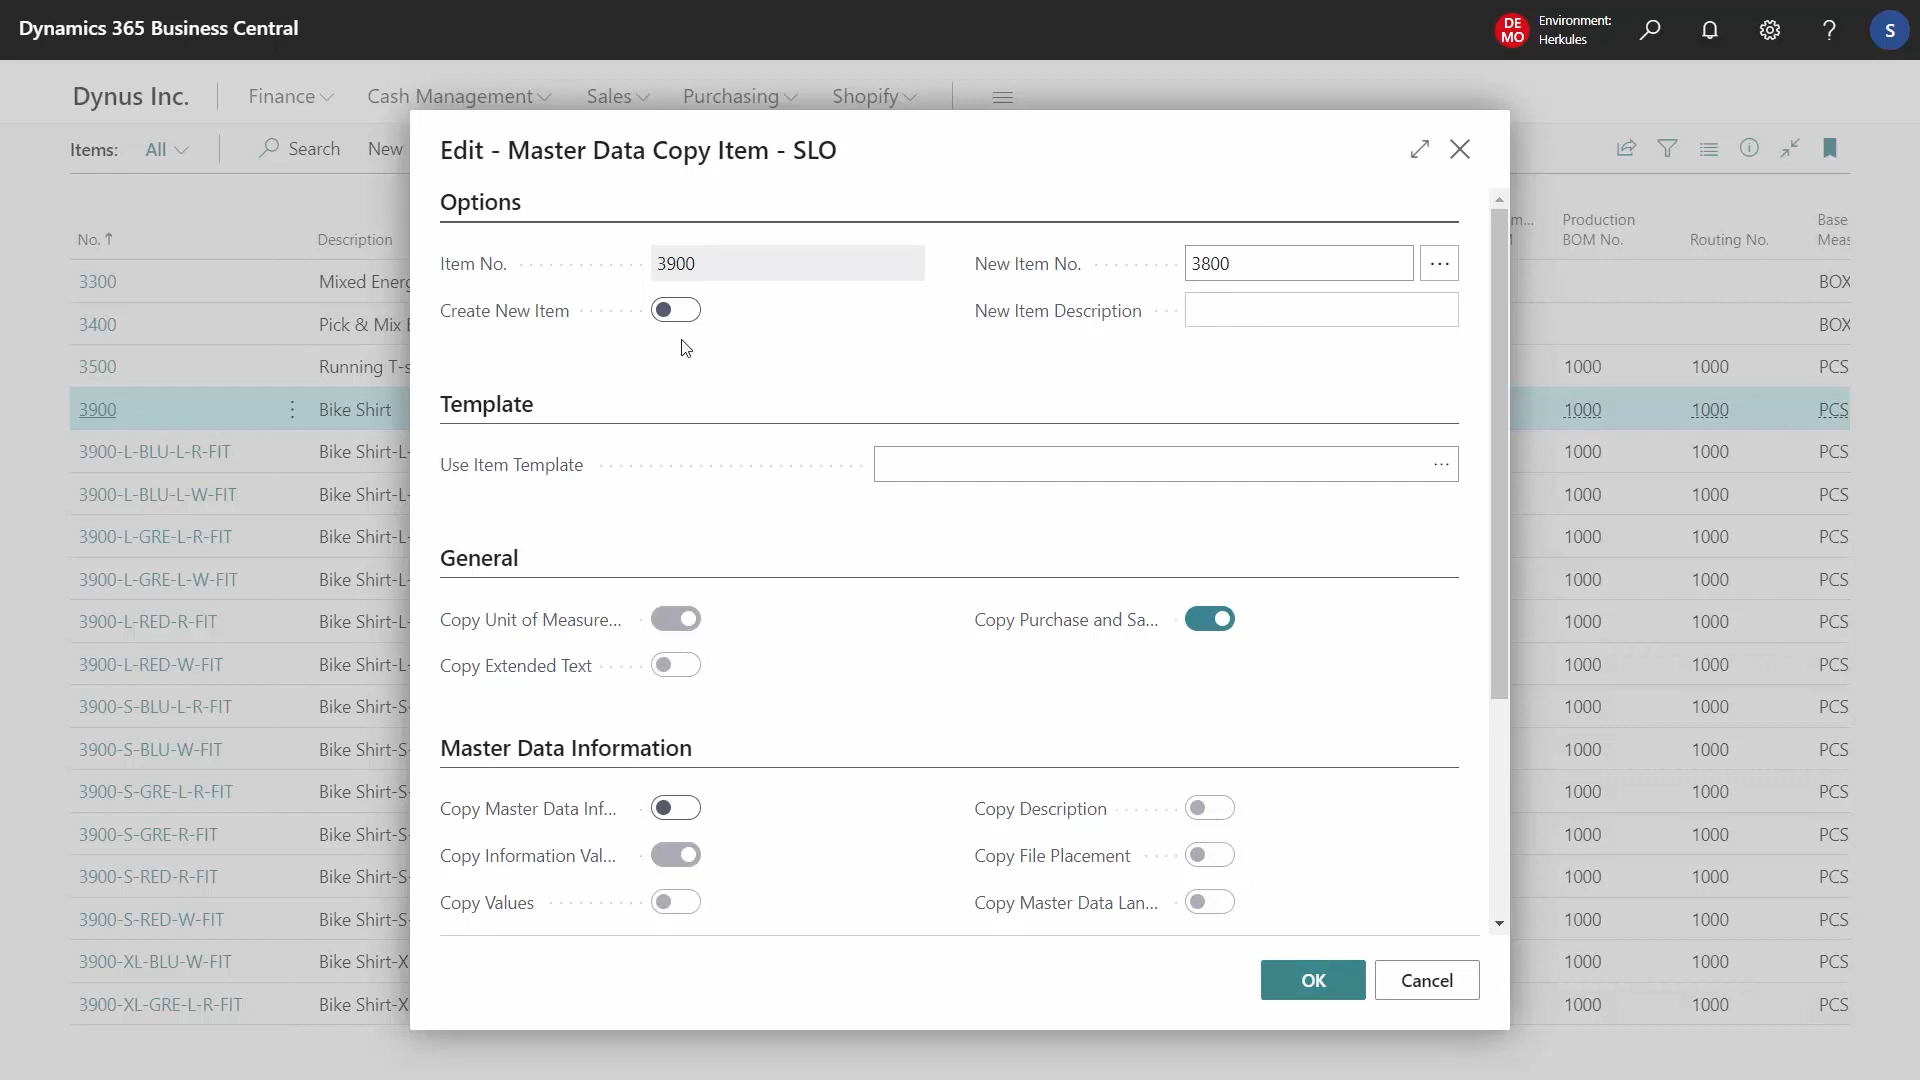 Dynamics 365 Business Central
DE
MO
Environment:
Herkules
?
S
Dynus Inc.
Finance
Cash Management
Sales
Purchasing
Shopify
Items:
All
Search
New
Edit - Master Data Copy Item - SLO
Options
Item No.
3900
New Item No.
3800
...
Create New Item
New Item Description
Template
Use Item Template
...
General
Copy Unit of Measure...
Copy Purchase and Sa...
Copy Extended Text
Master Data Information
Copy Master Data Inf...
Copy Description
Copy Information Val...
Copy File Placement
Copy Values
Copy Master Data Lan...
OK
Cancel
No. ↑
Description
Production
BOM No.
Routing No.
Base
Meas
3300 Mixed Energ BOX
3400 Pick & Mix BOX
3500 Running T-s 1000 1000 PCS
3900 Bike Shirt 1000 1000 PCS
3900-L-BLU-L-R-FIT Bike Shirt-L- 1000 1000 PCS
3900-L-BLU-L-W-FIT Bike Shirt-L- 1000 1000 PCS
3900-L-GRE-L-R-FIT Bike Shirt-L- 1000 1000 PCS
3900-L-GRE-L-W-FIT Bike Shirt-L- 1000 1000 PCS
3900-L-RED-R-FIT Bike Shirt-L- 1000 1000 PCS
3900-L-RED-W-FIT Bike Shirt-L- 1000 1000 PCS
3900-S-BLU-L-R-FIT Bike Shirt-S- 1000 1000 PCS
3900-S-BLU-W-FIT Bike Shirt-S- 1000 1000 PCS
3900-S-GRE-L-R-FIT Bike Shirt-S- 1000 1000 PCS
3900-S-GRE-R-FIT Bike Shirt-S- 1000 1000 PCS
3900-S-RED-R-FIT Bike Shirt-S- 1000 1000 PCS
3900-S-RED-W-FIT Bike Shirt-S- 1000 1000 PCS
3900-XL-BLU-W-FIT Bike Shirt-X 1000 1000 PCS
3900-XL-GRE-L-R-FIT Bike Shirt-X 1000 1000 PCS